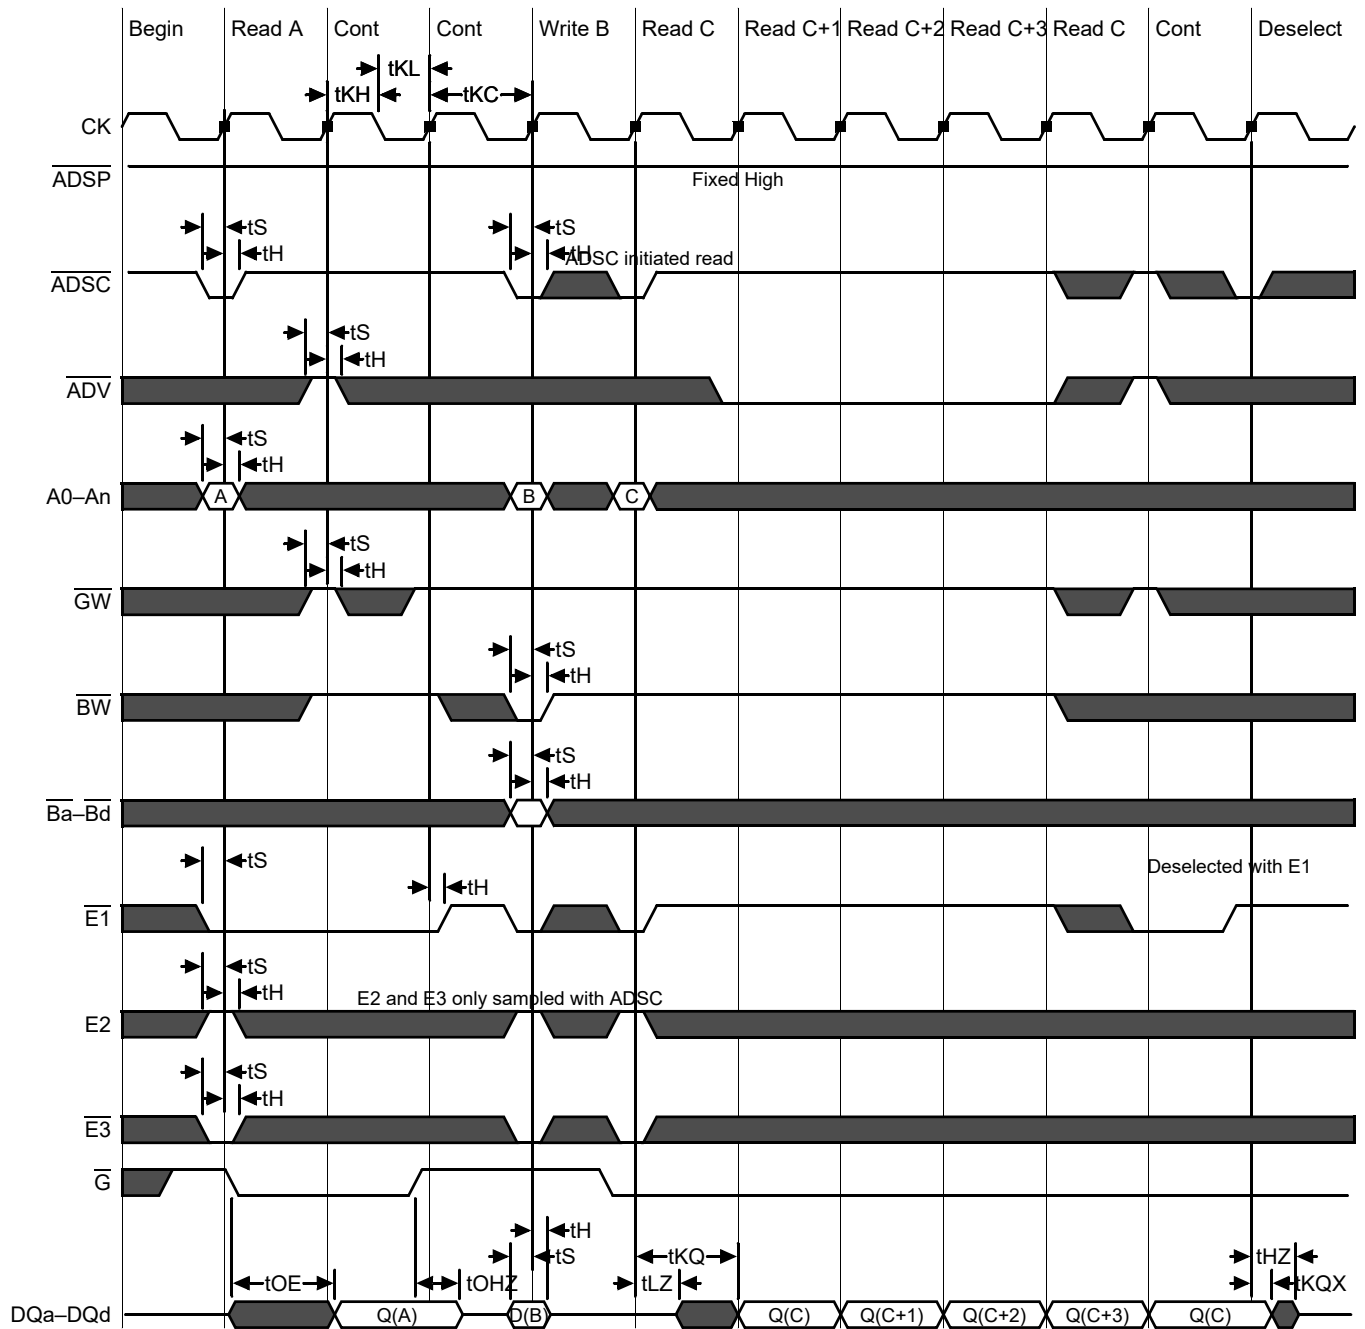 Begin Read A Cont Cont Write B Read C Read C+1 Read C+2 Read C+3 Read C Cont Deselect
tKL
tKH tKC
CK
ADSP Fixed High
tS tS
tH tH
ADSC initiated read
ADSC
tS
tH
ADV
tS
tH
A0–An A B C
tS
tH
GW
tS
tH
BW
tS
tH
Ba–Bd
tS Deselected with E1
tH
E1
tS
tH E2 and E3 only sampled with ADSC
E2
tS
tH
E3
G
tH
tS tKQ tHZ
tOE tOHZ tLZ tKQX
DQa–DQd Q(A) D(B) Q(C) Q(C+1) Q(C+2) Q(C+3) Q(C)